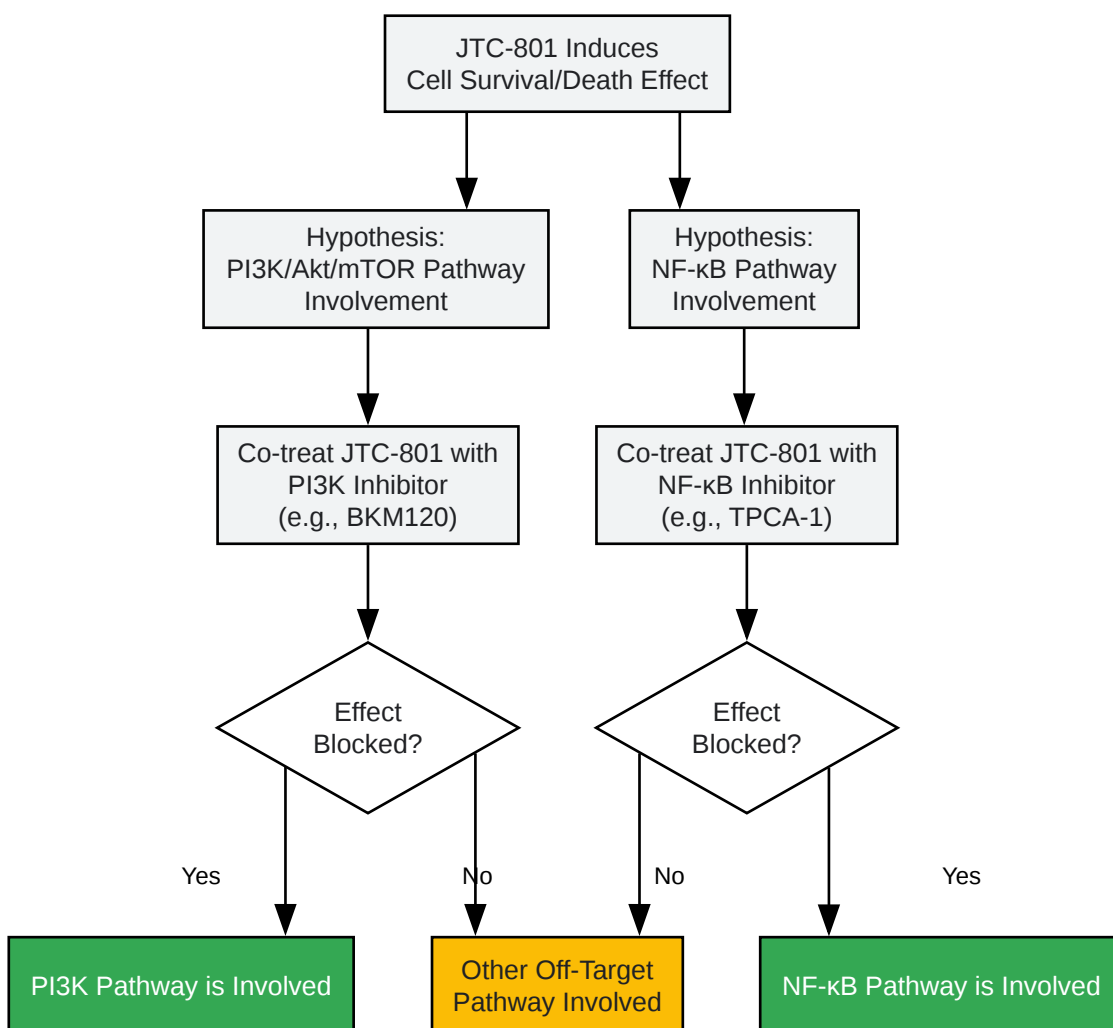 JTC-801 Induces
Cell Survival/Death Effect
Hypothesis:
PI3K/Akt/mTOR Pathway
Involvement
Hypothesis:
NF-κB Pathway
Involvement
Co-treat JTC-801 with
PI3K Inhibitor
(e.g., BKM120)
Co-treat JTC-801 with
NF-κB Inhibitor
(e.g., TPCA-1)
Effect
Blocked?
Effect
Blocked?
Yes
No
No
Yes
PI3K Pathway is Involved
Other Off-Target
Pathway Involved
NF-κB Pathway is Involved